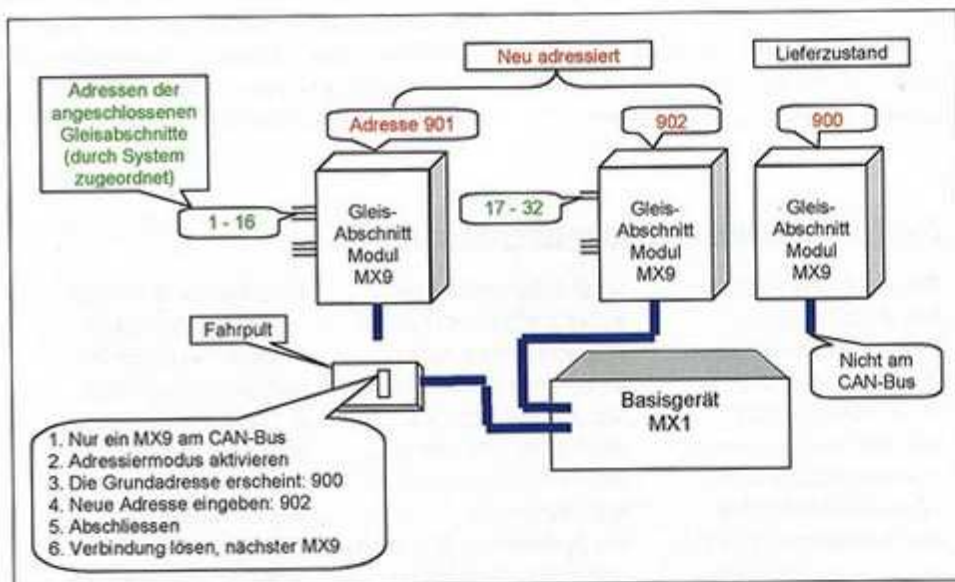 Neu adressiert
Lieferzustand
Adressen der
angeschlossenen
Gleisabschnitte
(durch System
zugeordnet)
Adresse 901
902
900
1 - 16
Gleis-
Abschnitt
Modul
MX9
17 - 32
Gleis-
Abschnitt
Modul
MX9
Gleis-
Abschnitt
Modul
MX9
Fahrpult
Nicht am
CAN-Bus
Basisgerät
MX1
1. Nur ein MX9 am CAN-Bus
2. Adressiermodus aktivieren
3. Die Grundadresse erscheint: 900
4. Neue Adresse eingeben: 902
5. Abschliessen
6. Verbindung lösen, nächster MX9